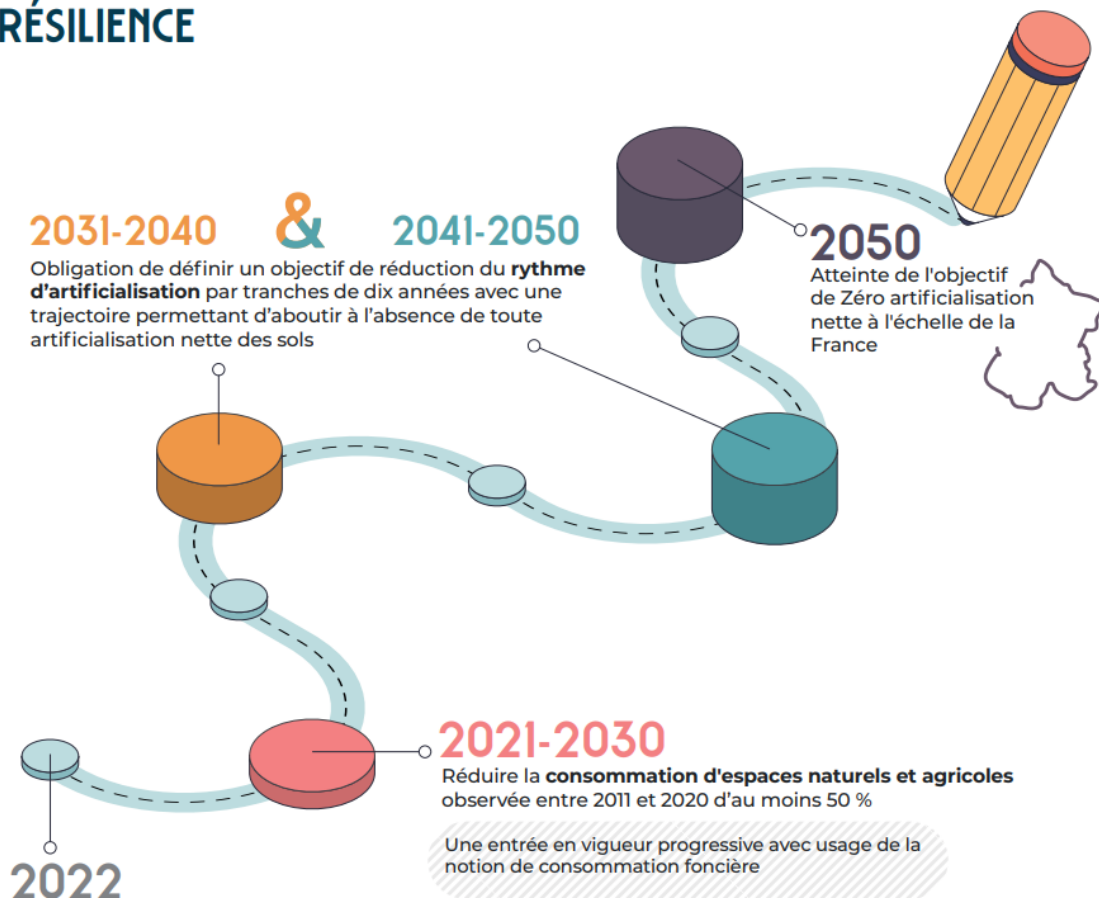 RÉSILIENCE
2031-2040 & 2041-2050
Obligation de définir un objectif de réduction du rythme
d'artificialisation par tranches de dix années avec une
trajectoire permettant d'aboutir à l'absence de toute
artificialisation nette des sols
2050
Atteinte de l'objectif
de Zéro artificialisation
nette à l'échelle de la
France
2021-2030
Réduire la consommation d'espaces naturels et agricoles
observée entre 2011 et 2020 d'au moins 50 %
Une entrée en vigueur progressive avec usage de la
notion de consommation foncière
2022